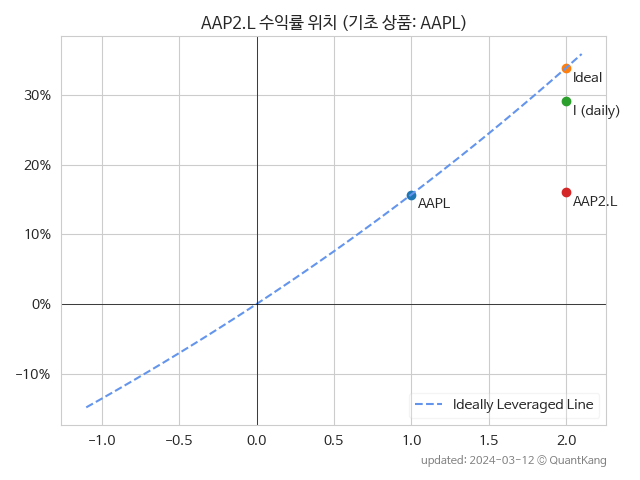 AAP2.L 수익률 위치 (기초 상품: AAPL)
30%
20%
10%
0%
−10%
Ideal
I (daily)
AAP2.L
AAPL
Ideally Leveraged Line
−1.0 −0.5 0.0 0.5 1.0 1.5 2.0
updated: 2024-03-12 © QuantKang